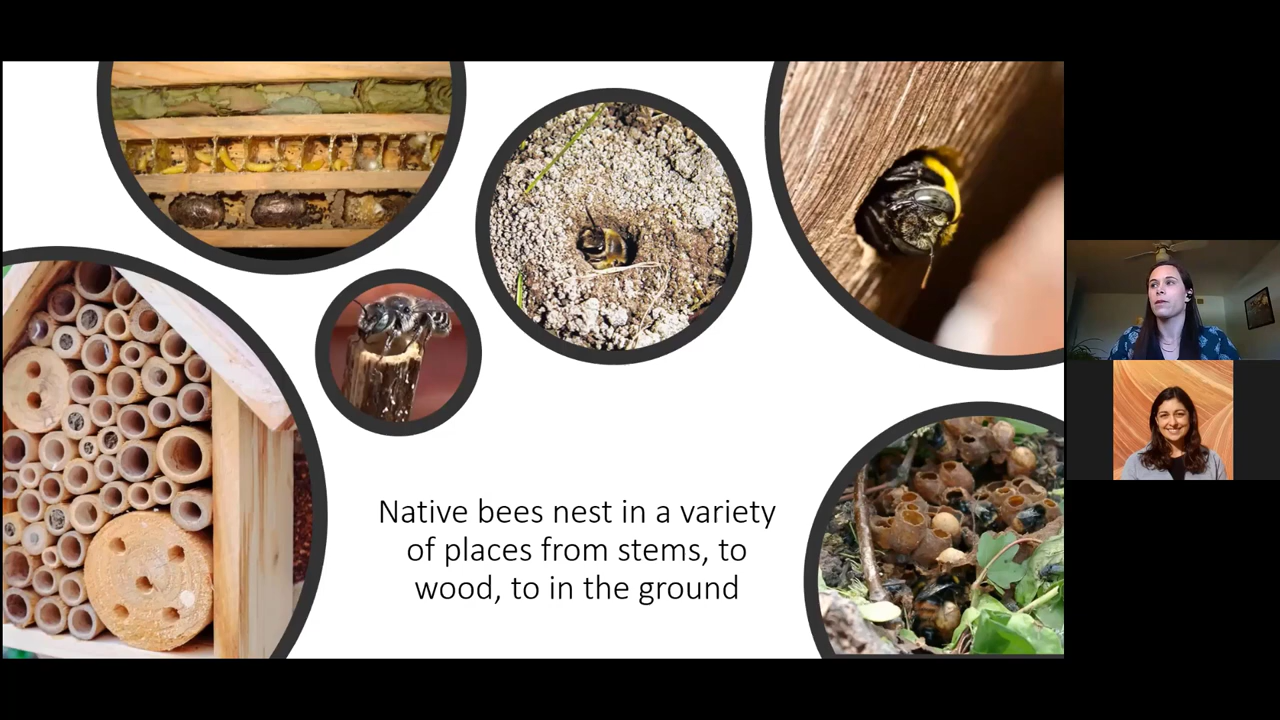 Native bees nest in a variety
of places from stems, to
wood, to in the ground